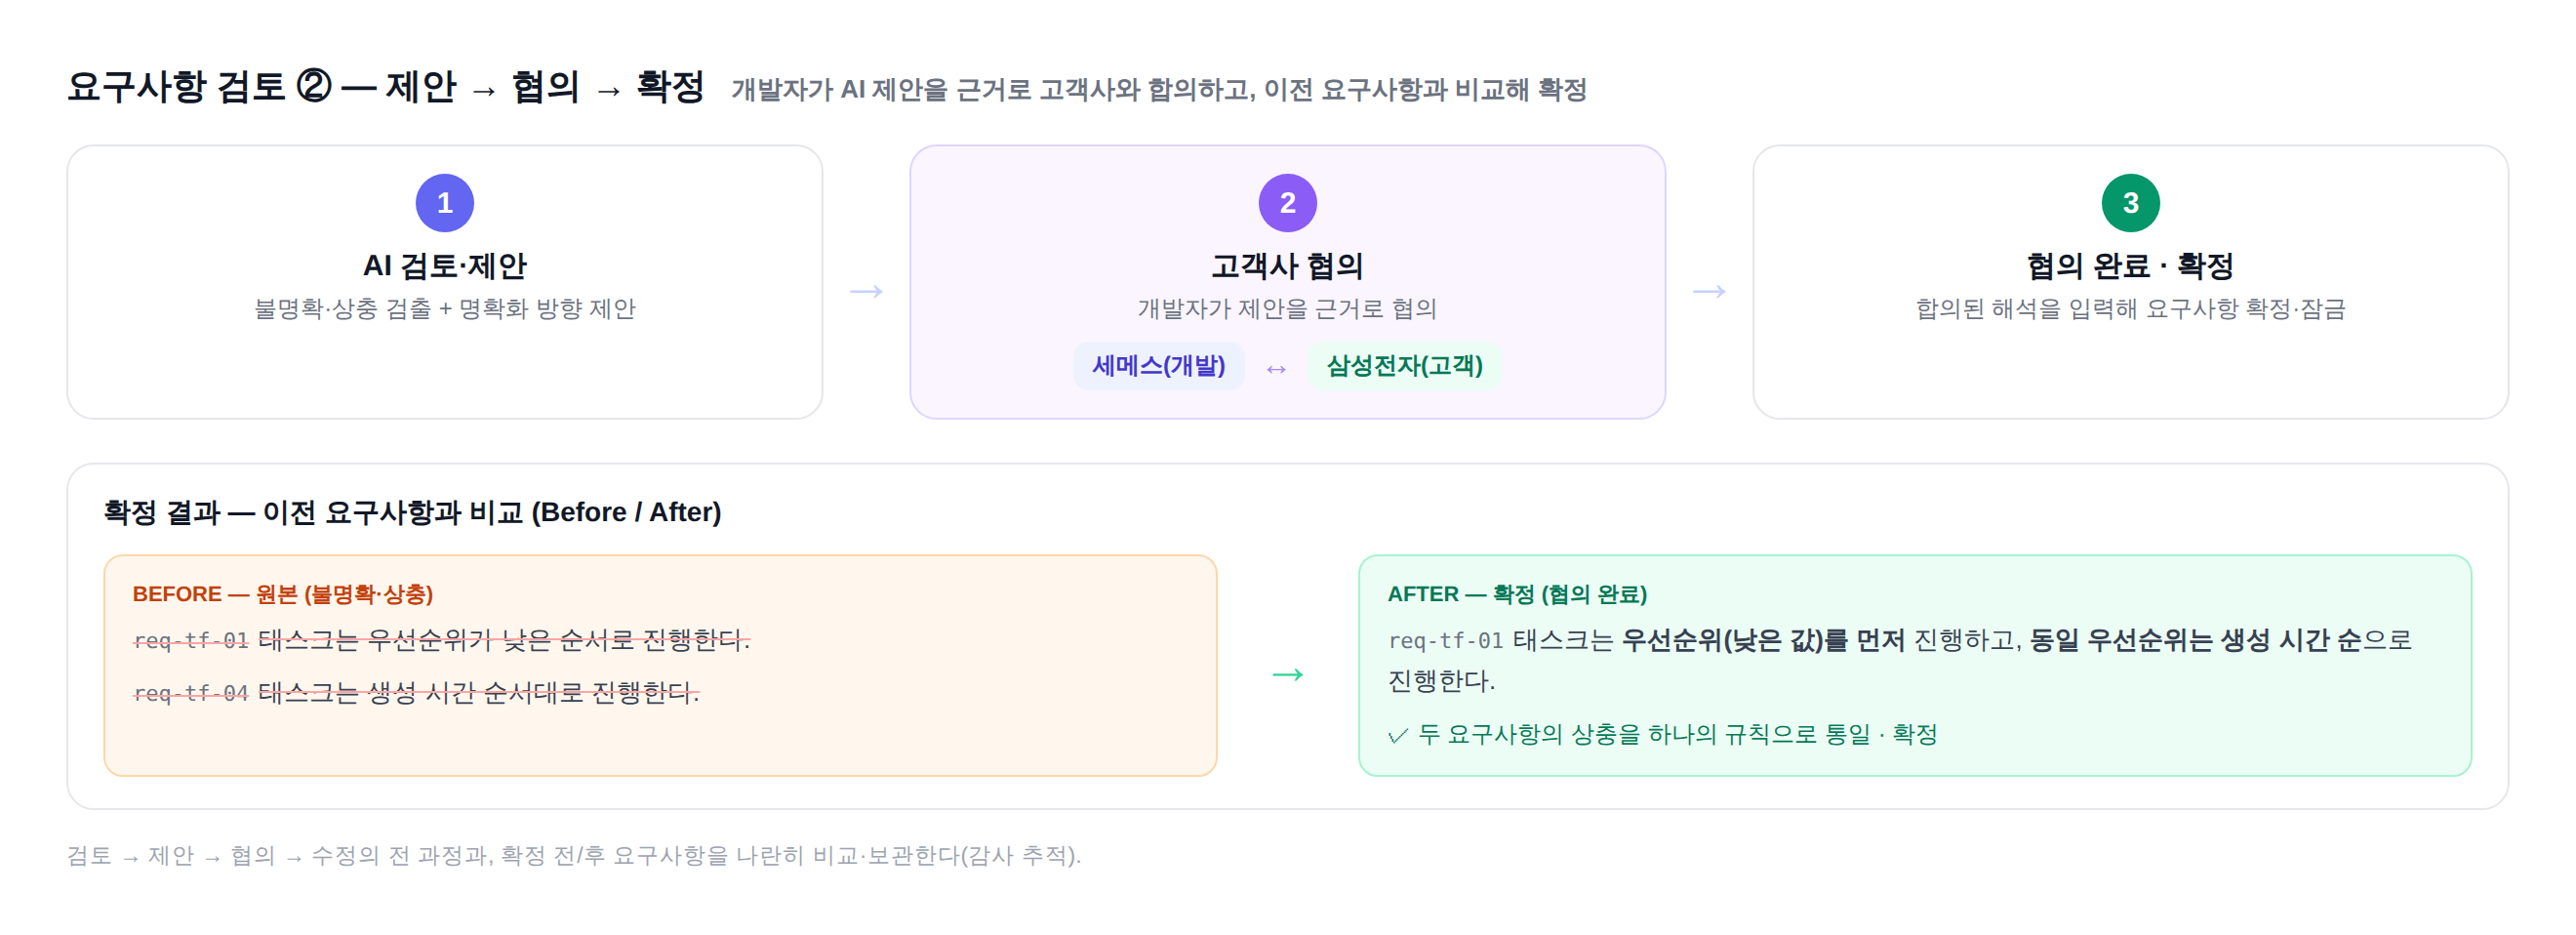 요구사항 검토 ② — 제안 → 협의 → 확정 개발자가 AI 제안을 근거로 고객사와 합의하고, 이전 요구사항과 비교해 확정
1
AI 검토·제안
불명확·상충 검출 + 명확화 방향 제안
→
2
고객사 협의
개발자가 제안을 근거로 협의
세메스(개발) ↔ 삼성전자(고객)
→
3
협의 완료 · 확정
합의된 해석을 입력해 요구사항 확정·잠금
확정 결과 — 이전 요구사항과 비교 (Before / After)
BEFORE — 원본 (불명확·상충)
req-tf-01 태스크는 우선순위가 낮은 순서로 진행한다.
req-tf-04 태스크는 생성 시간 순서대로 진행한다.
→
AFTER — 확정 (협의 완료)
req-tf-01 태스크는 우선순위(낮은 값)를 먼저 진행하고, 동일 우선순위는 생성 시간 순으로
진행한다.
✓ 두 요구사항의 상충을 하나의 규칙으로 통일 · 확정
검토 → 제안 → 협의 → 수정의 전 과정과, 확정 전/후 요구사항을 나란히 비교·보관한다(감사 추적).